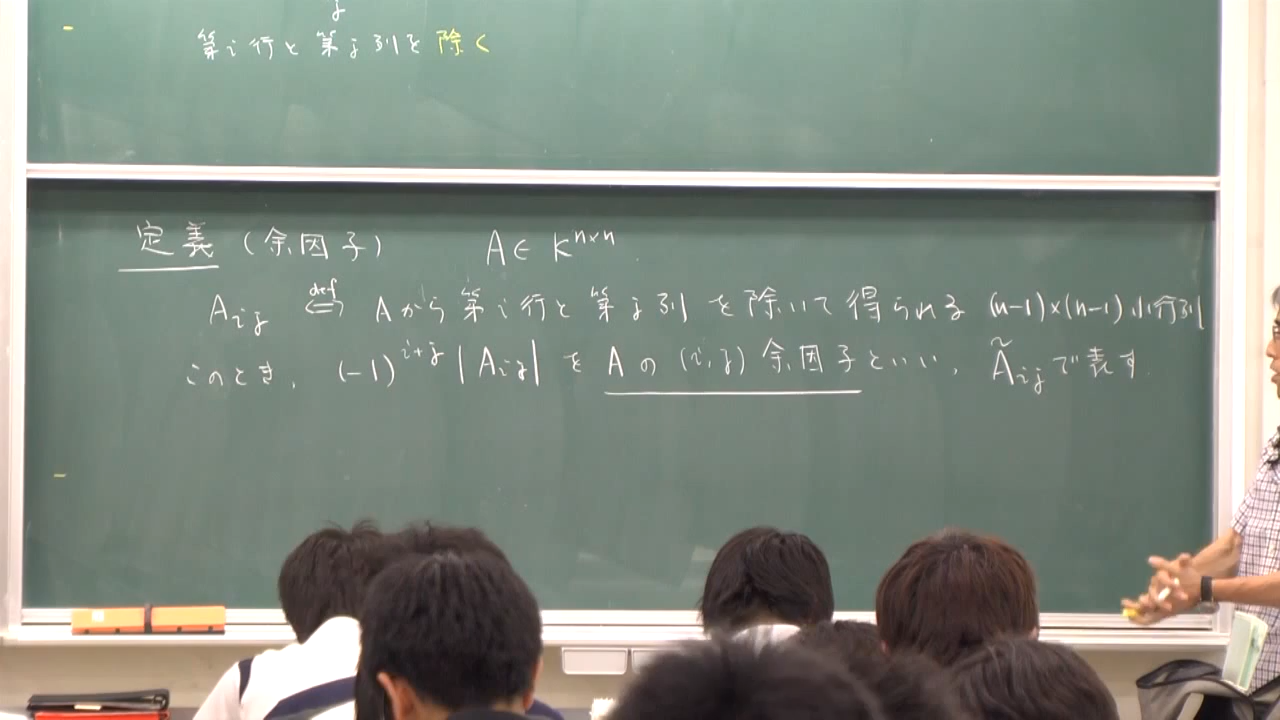 j
第i行と第j列を除く
定義(余因子) A∈K^{n×n}.
A_{ij} ⇔^{def} Aから第i行と第j列を除いて得られる(n-1)×(n-1)小行列
このとき、(-1)^{i+j}|A_{ij}|をAの(i,j)余因子といい、Ã_{ij}で表す.